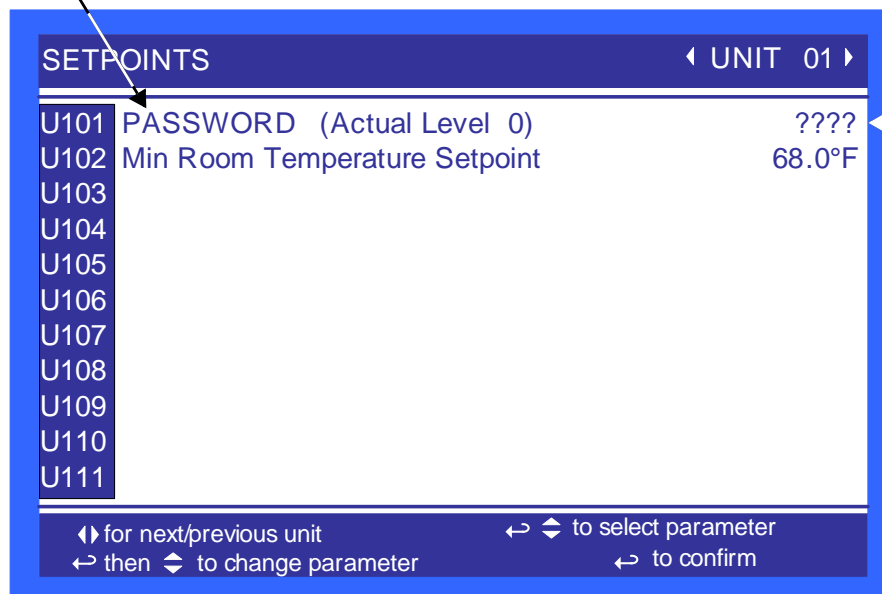 SETPOINTS UNIT 01
U101 PASSWORD (Actual Level 0) ????
U102 Min Room Temperature Setpoint 68.0°F
U103
U104
U105
U106
U107
U108
U109
U110
U111
for next/previous unit to select parameter
then to change parameter to confirm